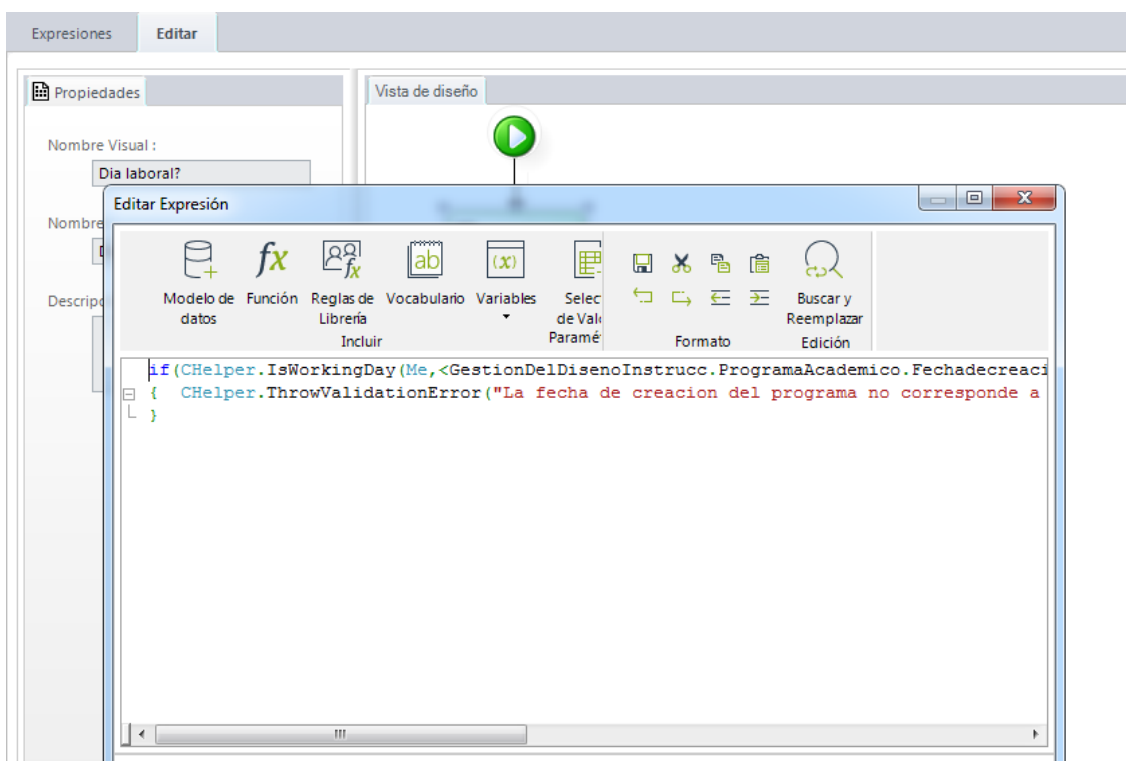 Expresiones Editar
Propiedades
Vista de diseño
Nombre Visual :
Dia laboral?
Editar Expresión
Nombre
Modelo de datos
Función
Reglas de Librería
Vocabulario
Variables
Selec de Val Paramé
Buscar y Reemplazar
Incluir
Formato
Edición
Descripc
if(CHelper.IsWorkingDay(Me,<GestionDelDisenoInstrucc.ProgramaAcademico.Fechadecreaci
{ CHelper.ThrowValidationError("La fecha de creacion del programa no corresponde a
}